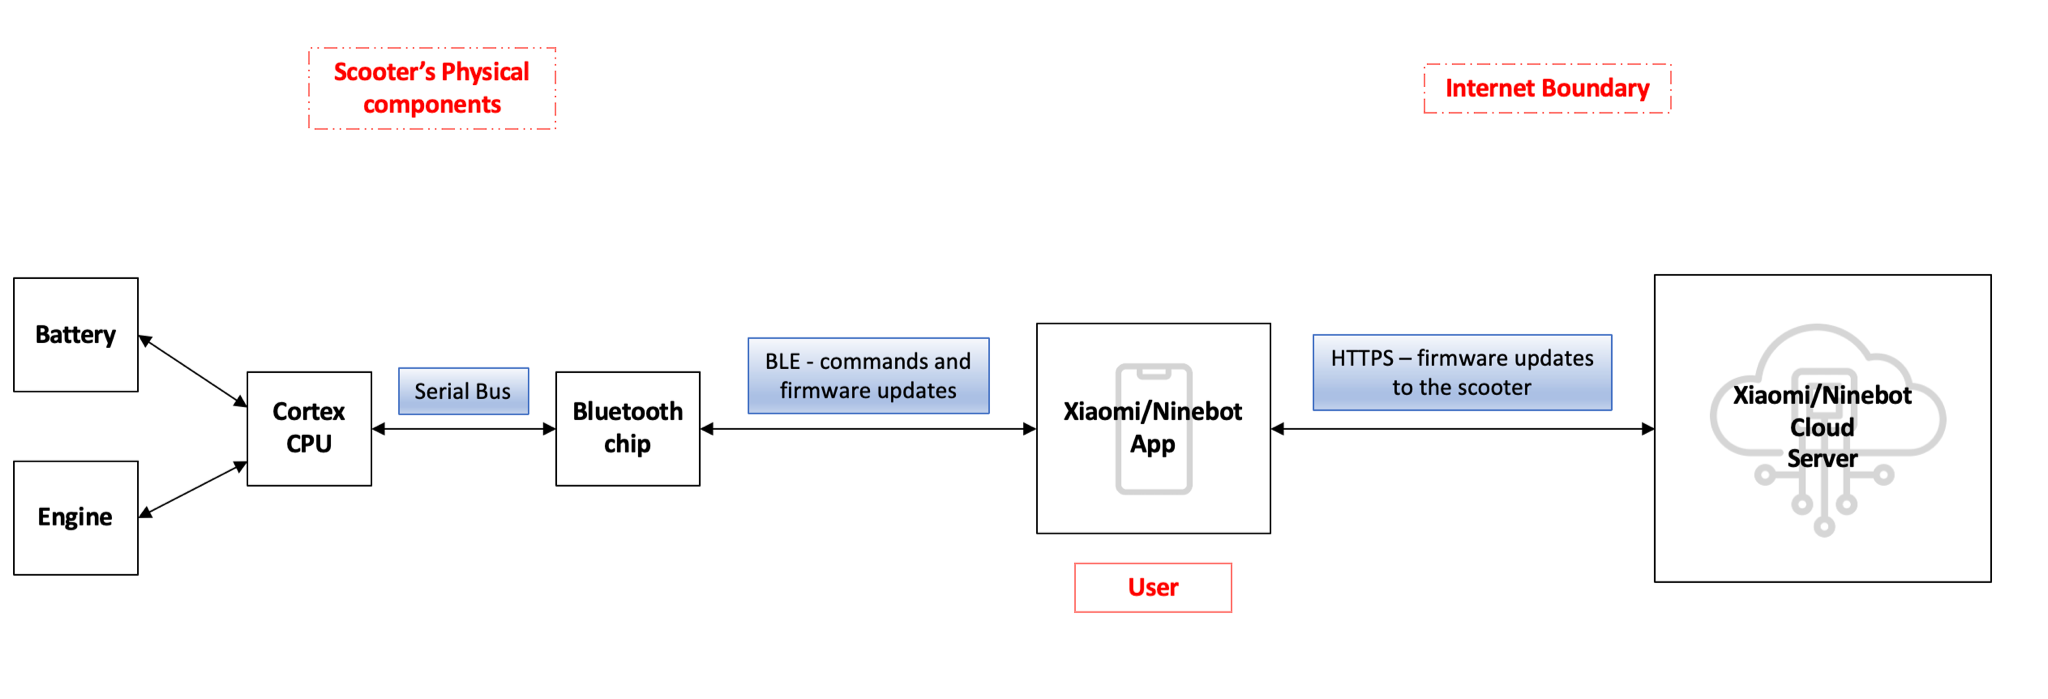 Scooter’s Physical
components
Internet Boundary
Battery
Engine
Cortex
CPU
Serial Bus
Bluetooth
chip
BLE - commands and
firmware updates
Xiaomi/Ninebot
App
User
HTTPS – firmware updates
to the scooter
Xiaomi/Ninebot
Cloud
Server